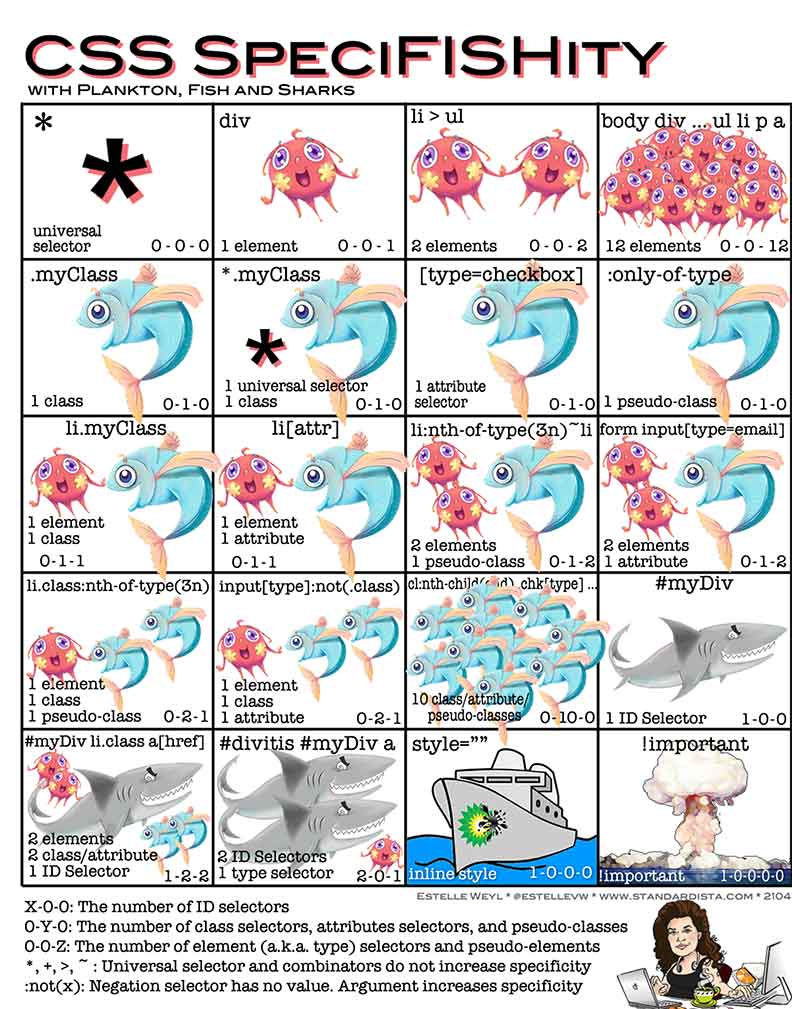 CSS SpeciFISHity
with Plankton, Fish and Sharks
*
*
universal
selector 0-0-0
div
1 element 0-0-1
li > ul
2 elements 0-0-2
body div ... ul li p a
12 elements 0-0-12
.myClass
1 class 0-1-0
*.myClass
*
1 universal selector
1 class 0-1-0
[type=checkbox]
1 attribute
selector 0-1-0
:only-of-type
1 pseudo-class 0-1-0
li.myClass
1 element
1 class
0-1-1
li[attr]
1 element
1 attribute
0-1-1
li:nth-of-type(3n)~li
2 elements
1 pseudo-class 0-1-2
form input[type=email]
2 elements
1 attribute 0-1-2
li.class:nth-of-type(3n)
1 element
1 class
1 pseudo-class 0-2-1
input[type]:not(.class)
1 element
1 class
1 attribute 0-2-1
.chk[type] ...
10 class/attribute/
pseudo-classes 0-10-0
#myDiv
1 ID Selector 1-0-0
#myDiv li.class a[href]
2 elements
2 class/attribute
1 ID Selector 1-2-2
#divitis #myDiv a
2 ID Selectors
1 type selector 2-0-1
style=""
bp
inline style 1-0-0-0
!important
!important 1-0-0-0-0
Estelle Weyl * @estellevw * www.standardista.com * 2104
X-0-0: The number of ID selectors
0-Y-0: The number of class selectors, attributes selectors, and pseudo-classes
0-0-Z: The number of element (a.k.a. type) selectors and pseudo-elements
*, +, >, ~ : Universal selector and combinators do not increase specificity
:not(x): Negation selector has no value. Argument increases specificity